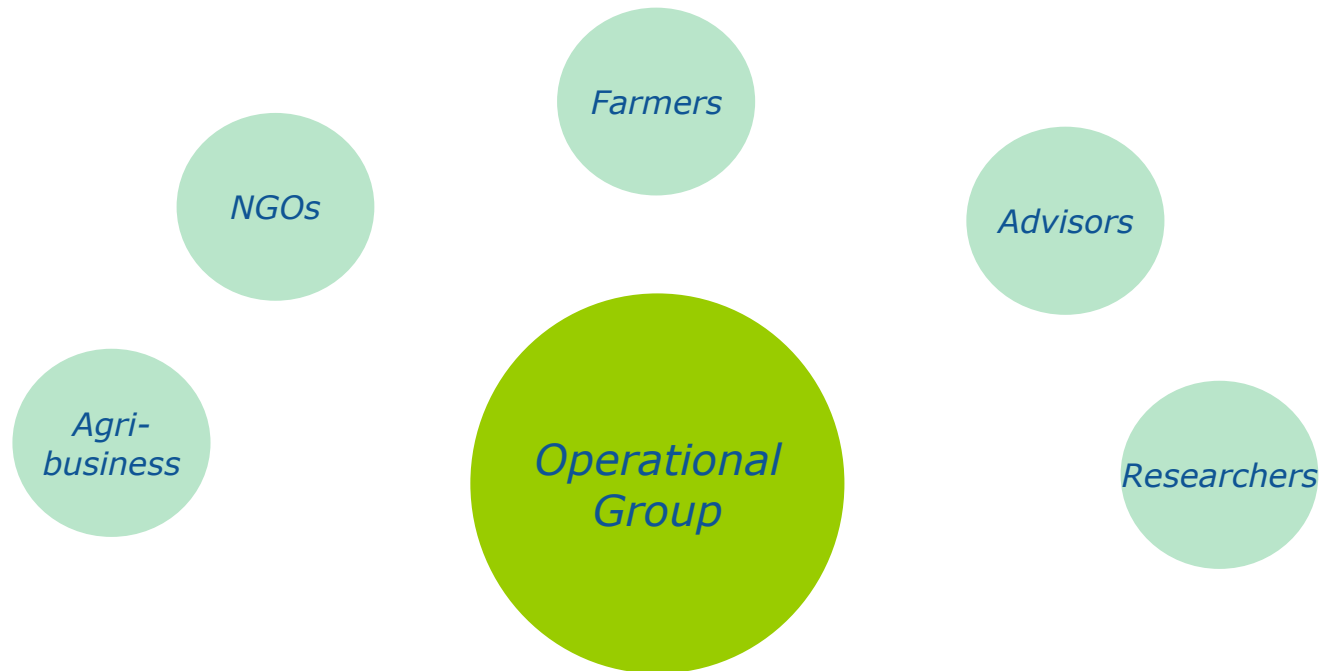 Farmers
NGOs
Advisors
Agri-
business
Operational
Group
Researchers